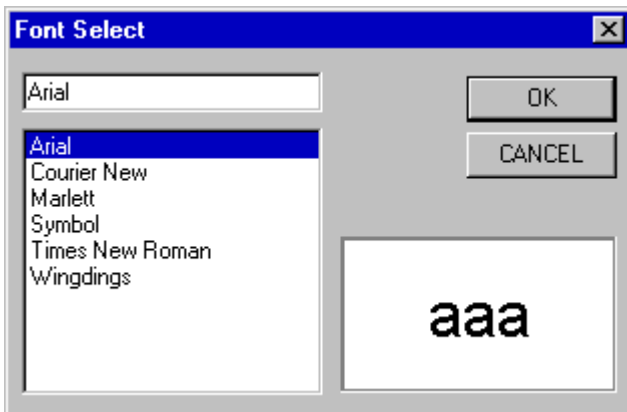 Font Select
Arial
OK
CANCEL
Arial
Courier New
Marlett
Symbol
Times New Roman
Wingdings
aaa